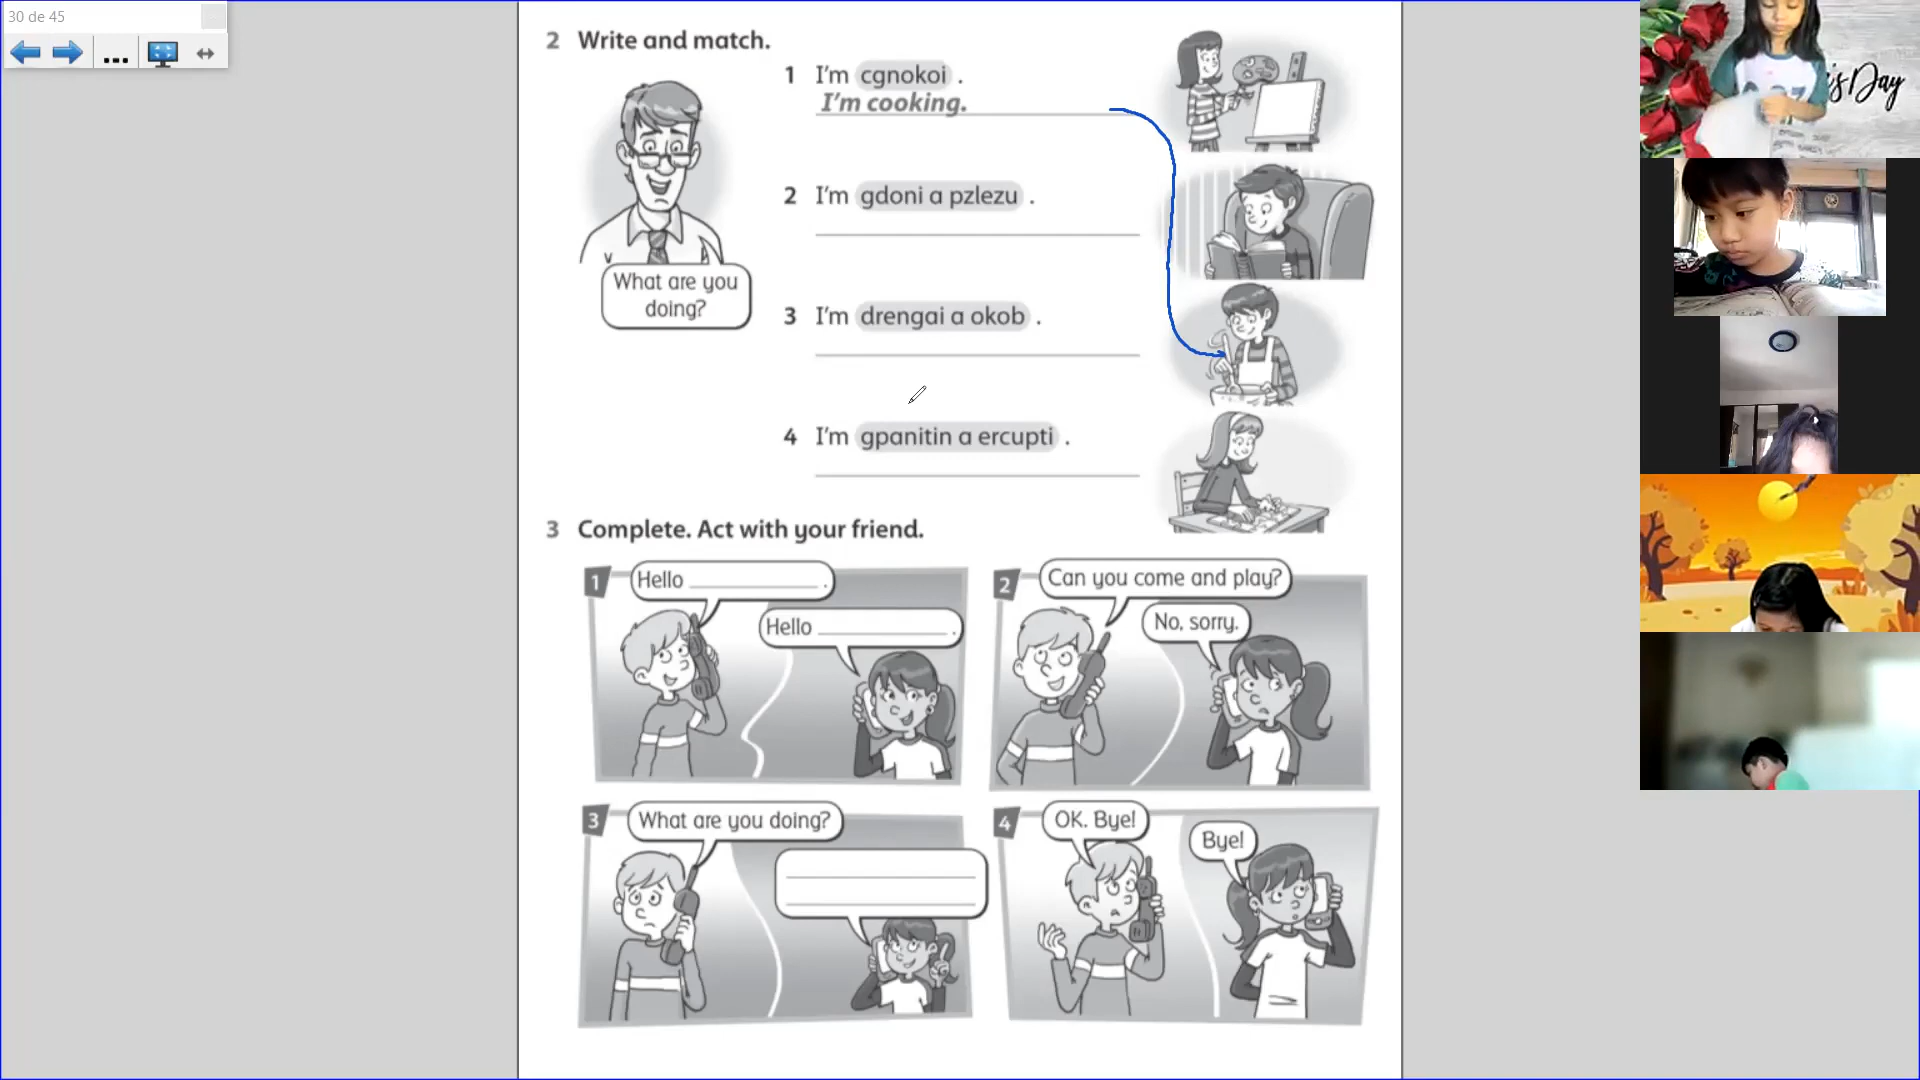 30 de 45
...
2 Write and match.
1 I'm cgnokoi .
I'm cooking.
2 I'm gdoni a pzlezu .
What are you
doing?
3 I'm drengai a okob .
4 I'm gpanitin a ercupti .
3 Complete. Act with your friend.
1 Hello .
Hello .
2 Can you come and play?
No, sorry.
3 What are you doing?
4 OK. Bye!
Bye!
's Day